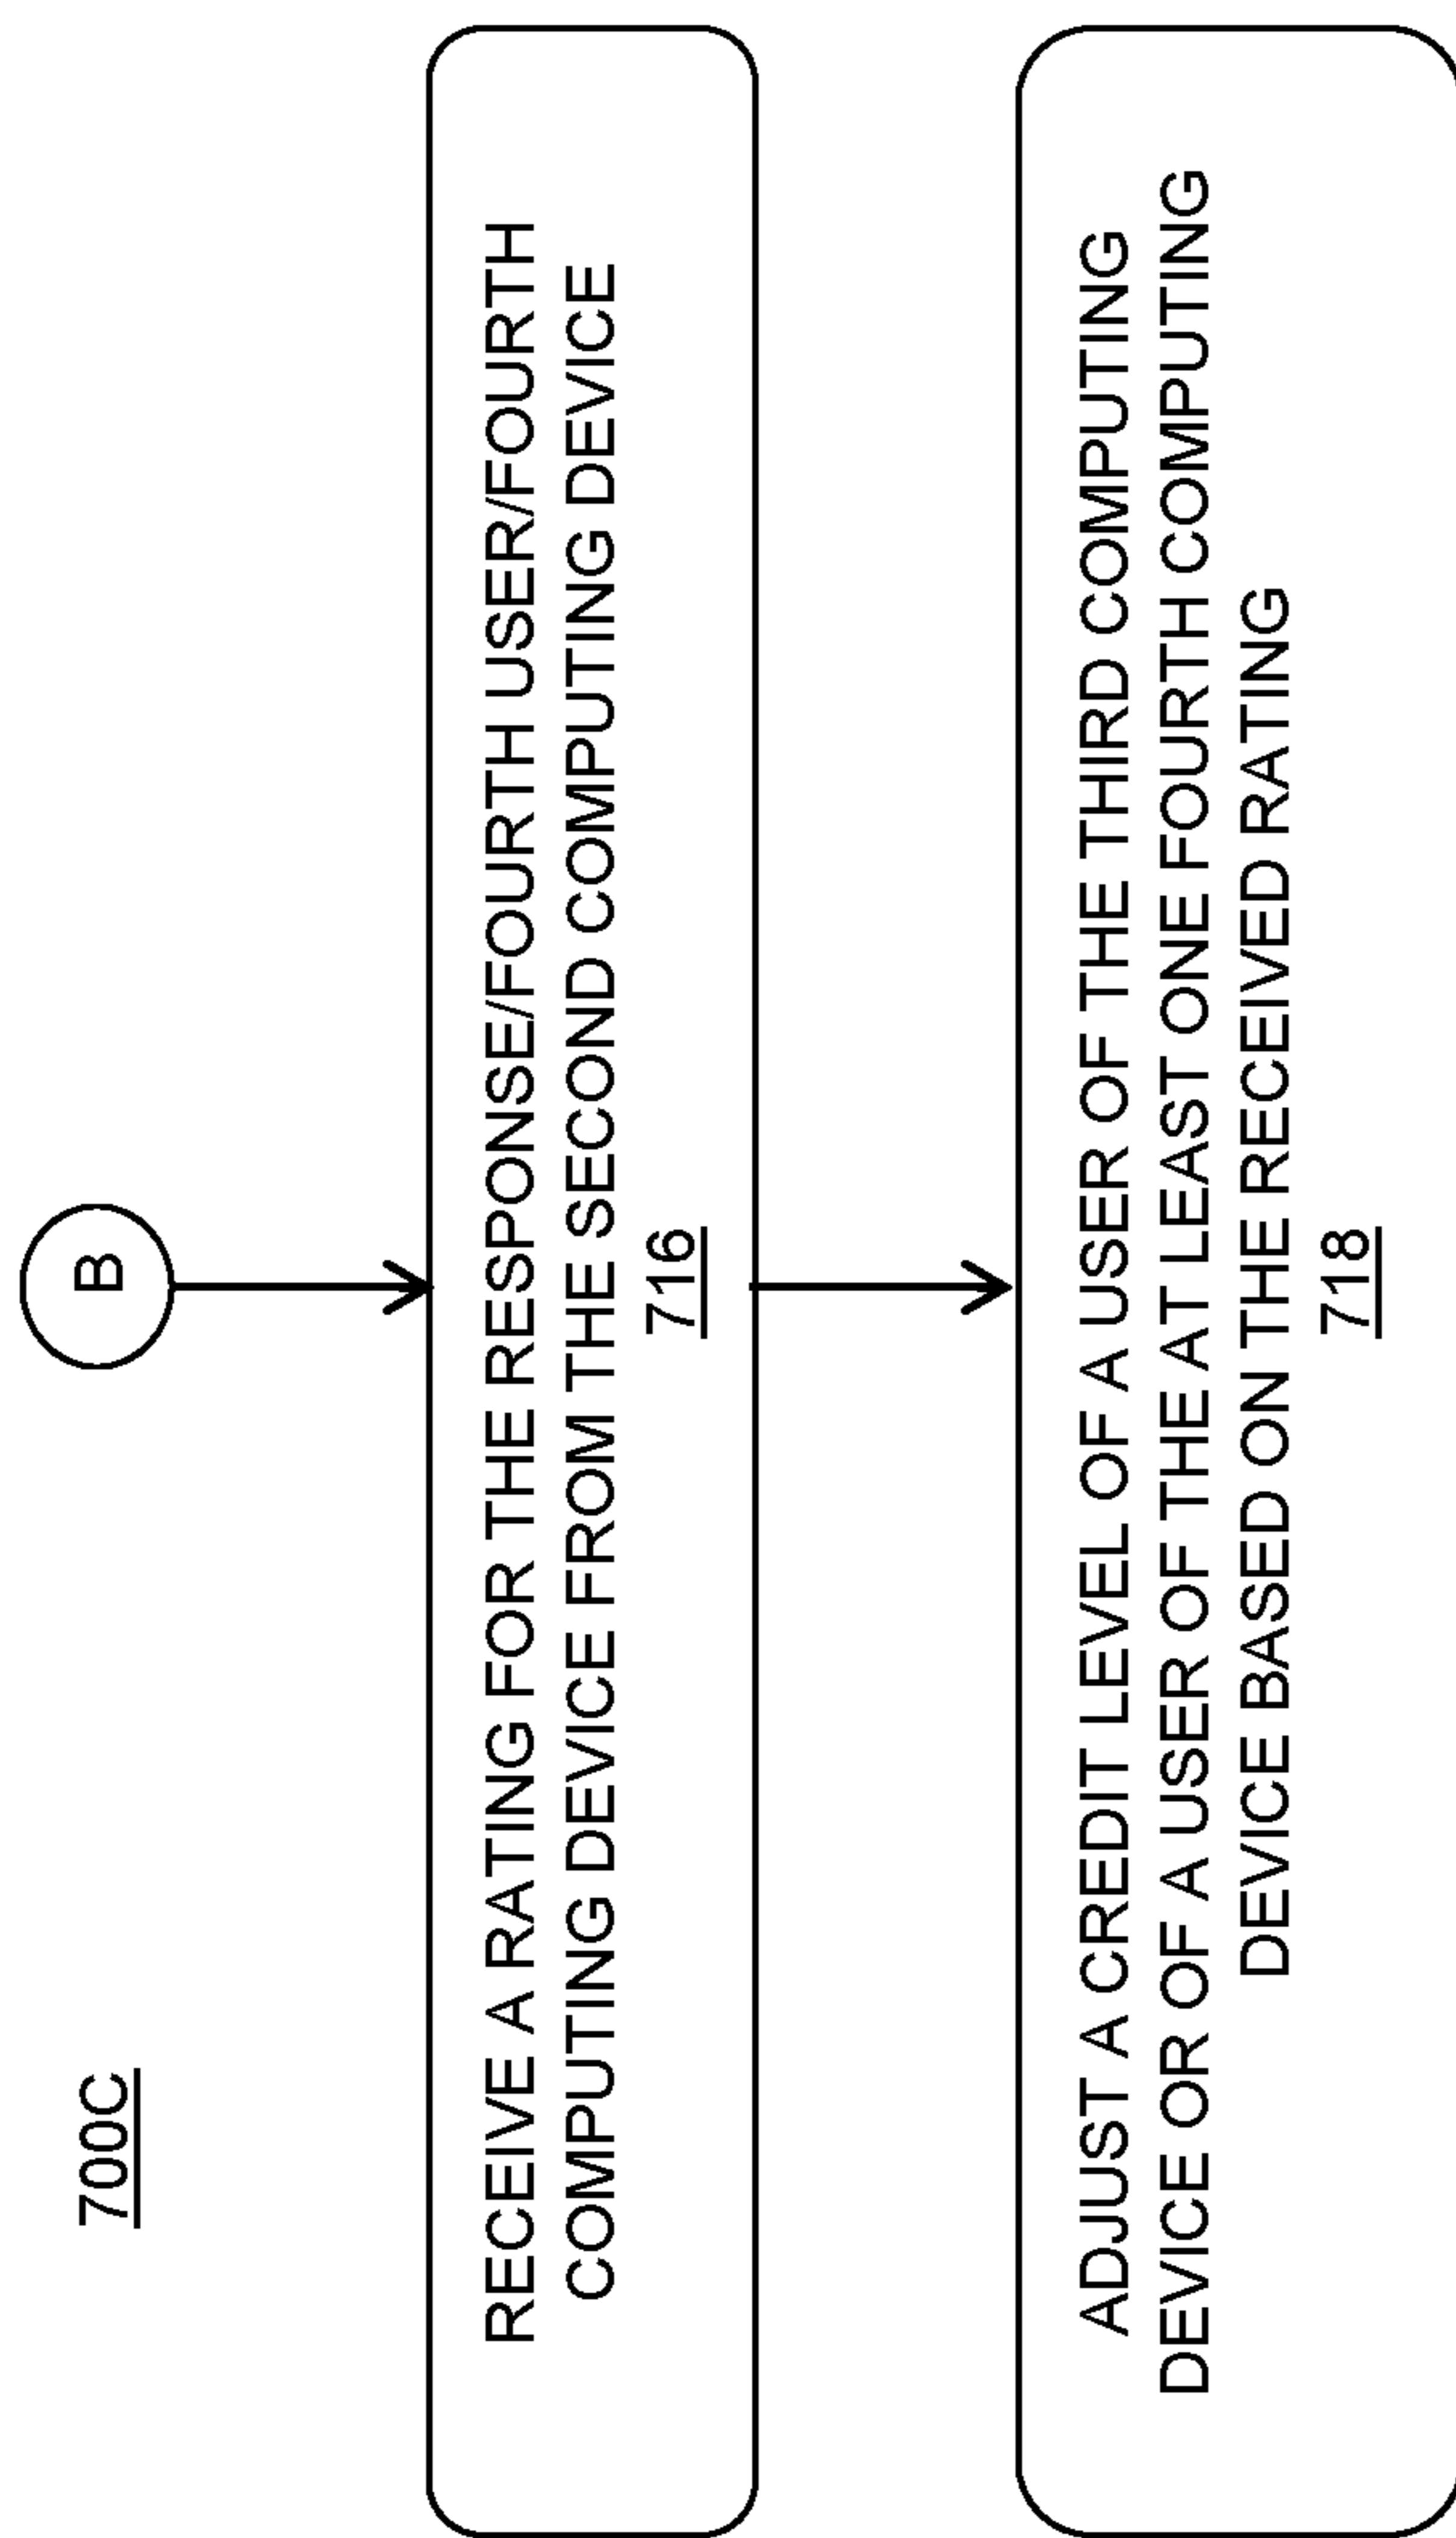 700C
B
RECEIVE A RATING FOR THE RESPONSE/FOURTH USER/FOURTH
COMPUTING DEVICE FROM THE SECOND COMPUTING DEVICE
716
ADJUST A CREDIT LEVEL OF A USER OF THE THIRD COMPUTING
DEVICE OR OF A USER OF THE AT LEAST ONE FOURTH COMPUTING
DEVICE BASED ON THE RECEIVED RATING
718